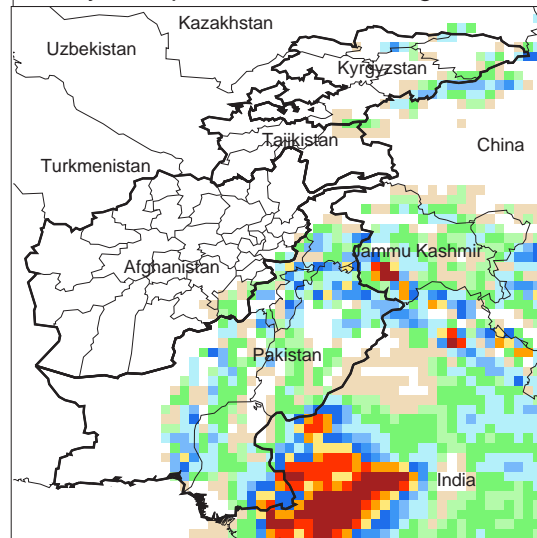 Kazakhstan
Uzbekistan
Kyrgyzstan
Tajikistan
China
Turkmenistan
Jammu Kashmir
Afghanistan
Pakistan
India